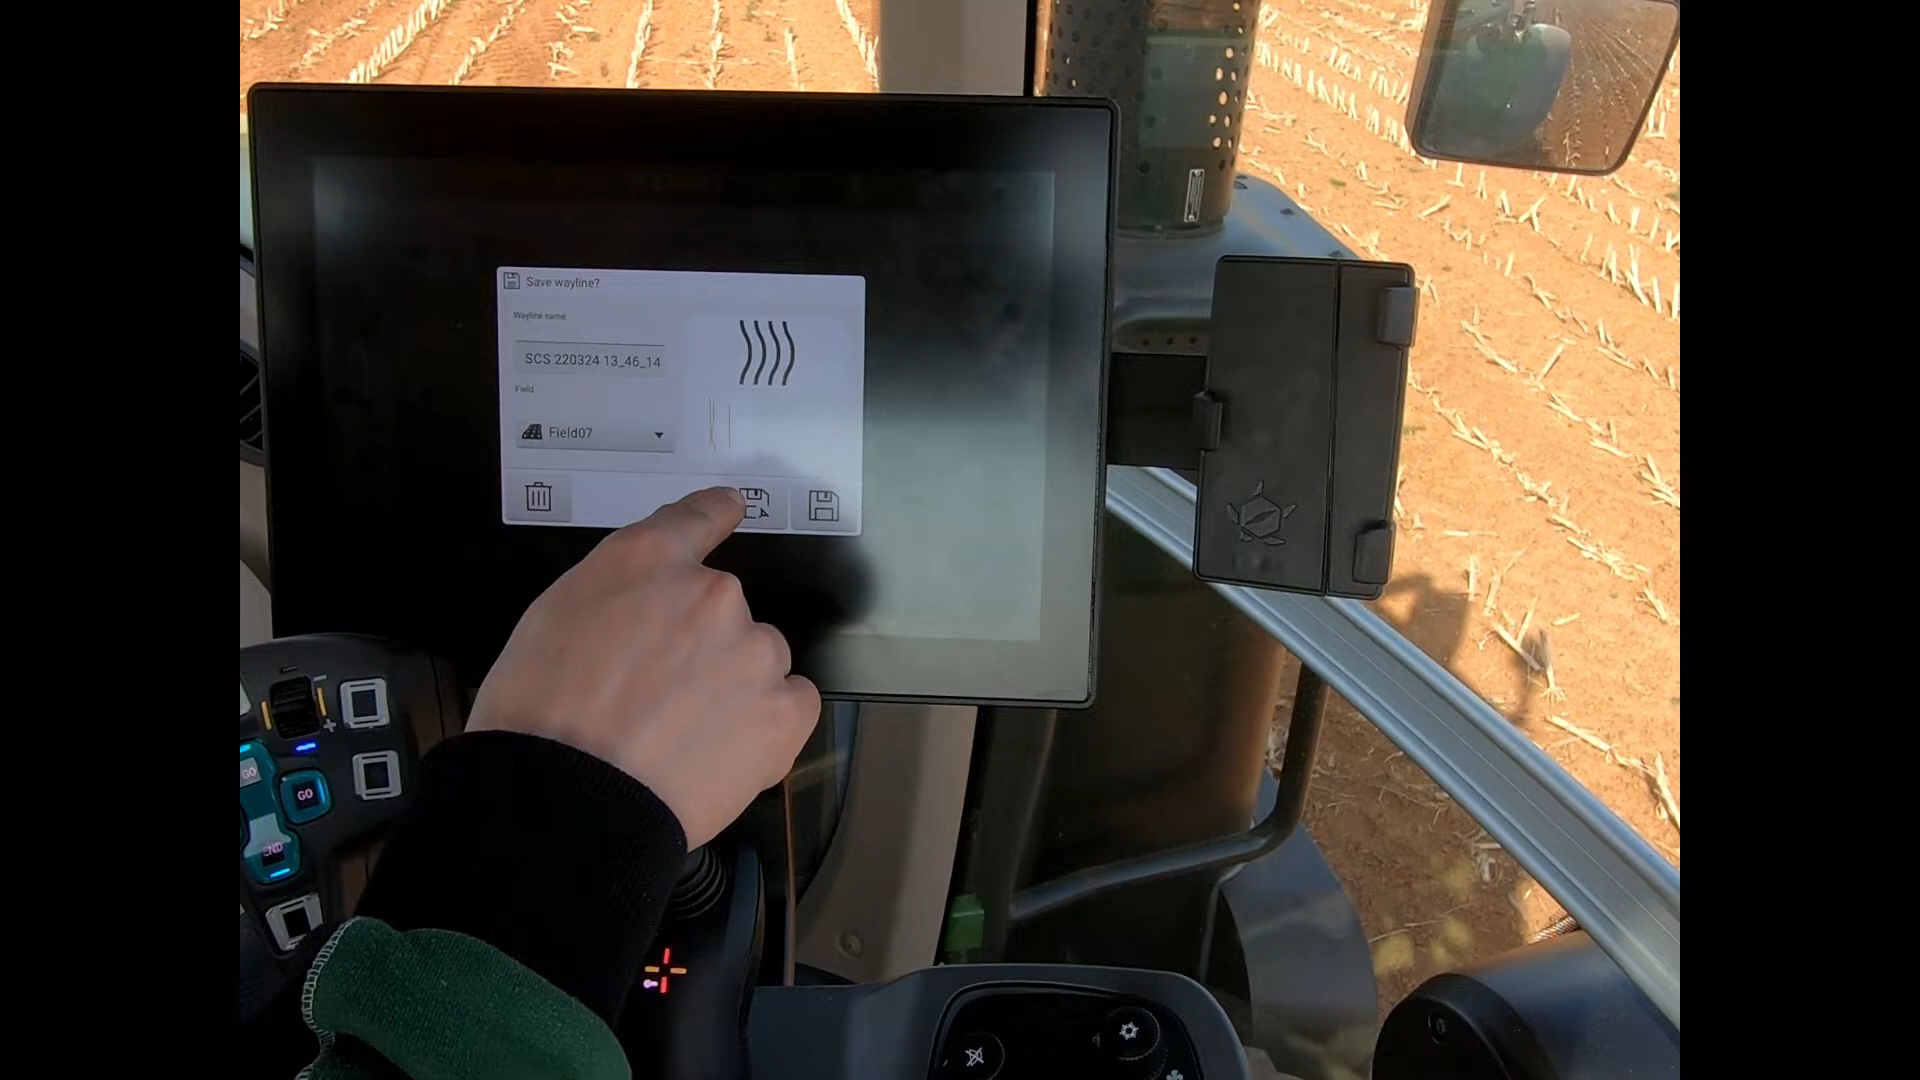 Save wayline?
Wayline name
SCS 220324 13_46_14
Field
Field07
GO
GO
END